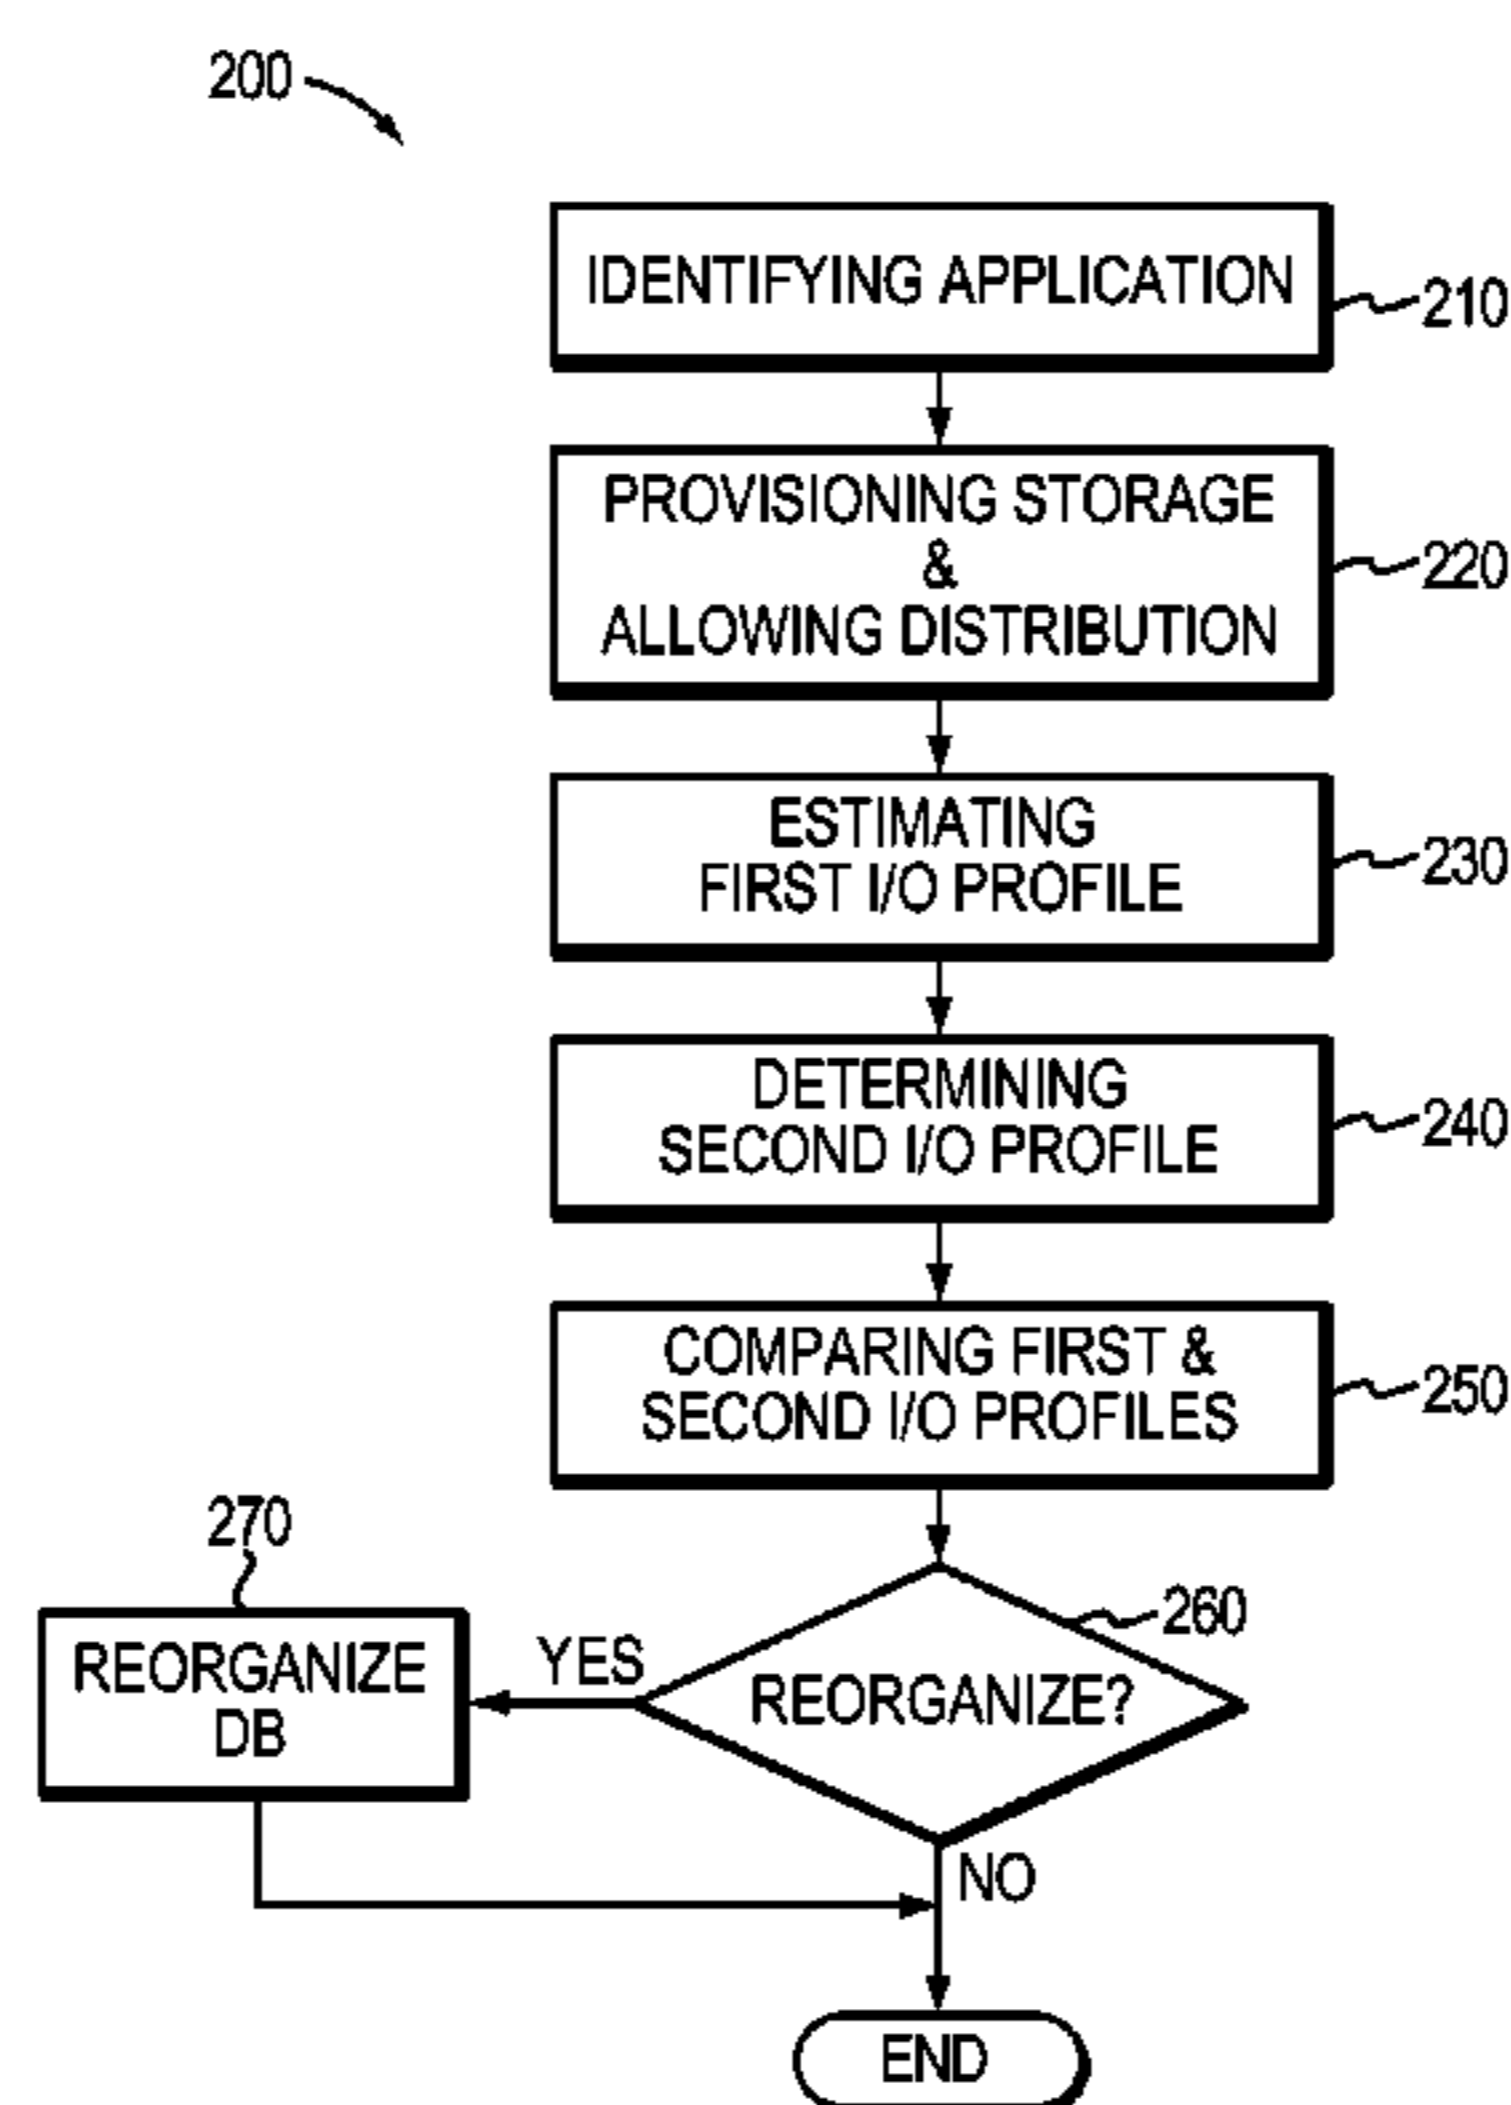 200
IDENTIFYING APPLICATION
210
PROVISIONING STORAGE
&
ALLOWING DISTRIBUTION
220
ESTIMATING
FIRST I/O PROFILE
230
DETERMINING
SECOND I/O PROFILE
240
COMPARING FIRST &
SECOND I/O PROFILES
250
260
REORGANIZE?
YES
270
REORGANIZE
DB
NO
END